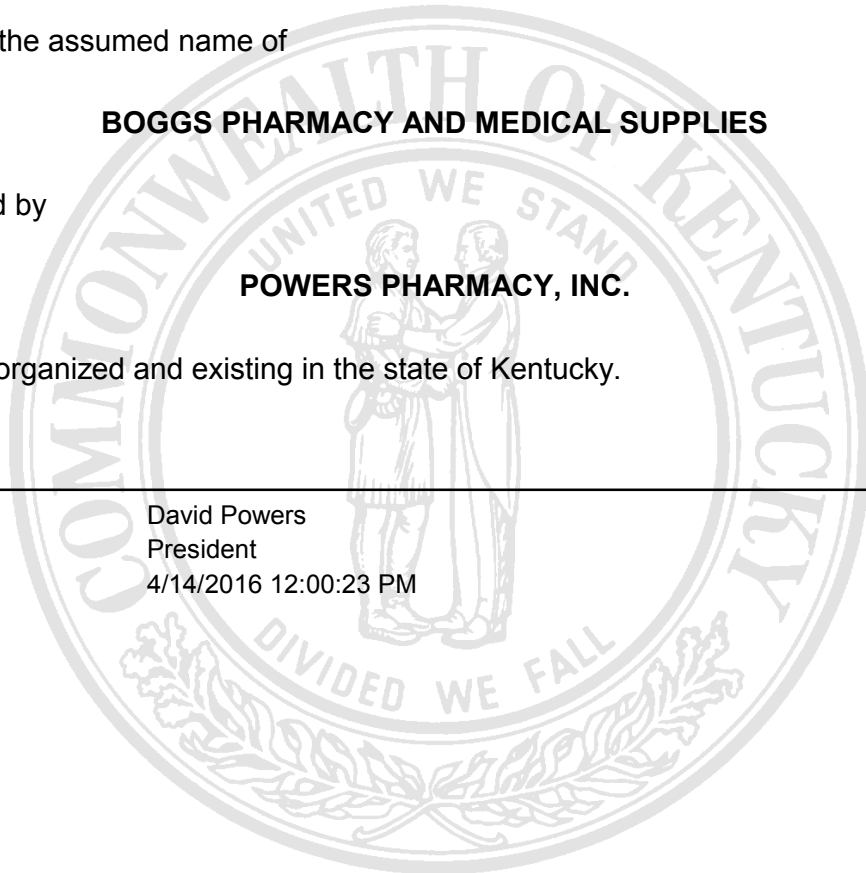 the assumed name of
BOGGS PHARMACY AND MEDICAL SUPPLIES
d by
POWERS PHARMACY, INC.
organized and existing in the state of Kentucky.
David Powers
President
4/14/2016 12:00:23 PM
COMMONWEALTH OF KENTUCKY
UNITED WE STAND
DIVIDED WE FALL